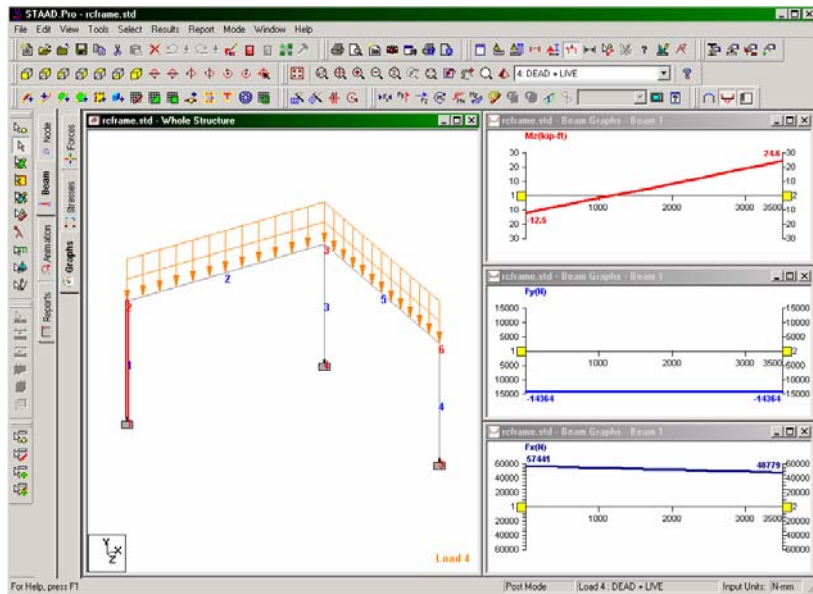 STAAD.Pro - rcframe.std
File Edit View Tools Select Results Report Mode Window Help
4: DEAD + LIVE
Node
Beam
Animation
Reports
Forces
Stresses
Graphs
rcframe.std - Whole Structure
3
2
2
5
3
6
1
4
Load 4
Y
X
Z
rcframe.std - Beam Graphs - Beam 1
Mz(kip-ft)
24.6
30 30
20 20
10 10
1 2
1000 2000 3000 3500
10 10
-12.5
20 20
30 30
rcframe.std - Beam Graphs - Beam 1
Fy(N)
15000 15000
10000 10000
5000 5000
1 2
1000 2000 3000 3500
5000 5000
10000 10000
15000 15000
-14364 -14364
rcframe.std - Beam Graphs - Beam 1
Fx(N)
57441 48779
60000 60000
40000 40000
20000 20000
1 2
1000 2000 3000 3500
20000 20000
40000 40000
60000 60000
For Help, press F1
Post Mode Load 4 : DEAD + LIVE Input Units: N-mm